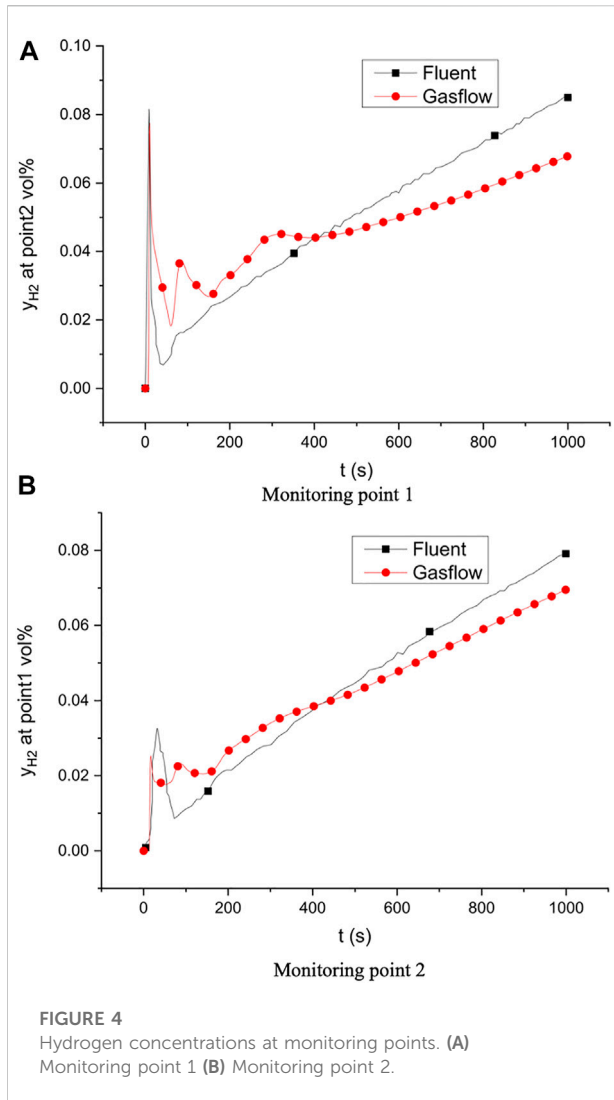 A
0.10
Fluent
Gasflow
0.08
0.06
y_H2 at point2 vol%
0.04
0.02
0.00
0 200 400 600 800 1000
t (s)
Monitoring point 1
B
0.08
Fluent
Gasflow
0.06
y_H2 at point1 vol%
0.04
0.02
0.00
0 200 400 600 800 1000
t (s)
Monitoring point 2
FIGURE 4
Hydrogen concentrations at monitoring points. (A)
Monitoring point 1 (B) Monitoring point 2.